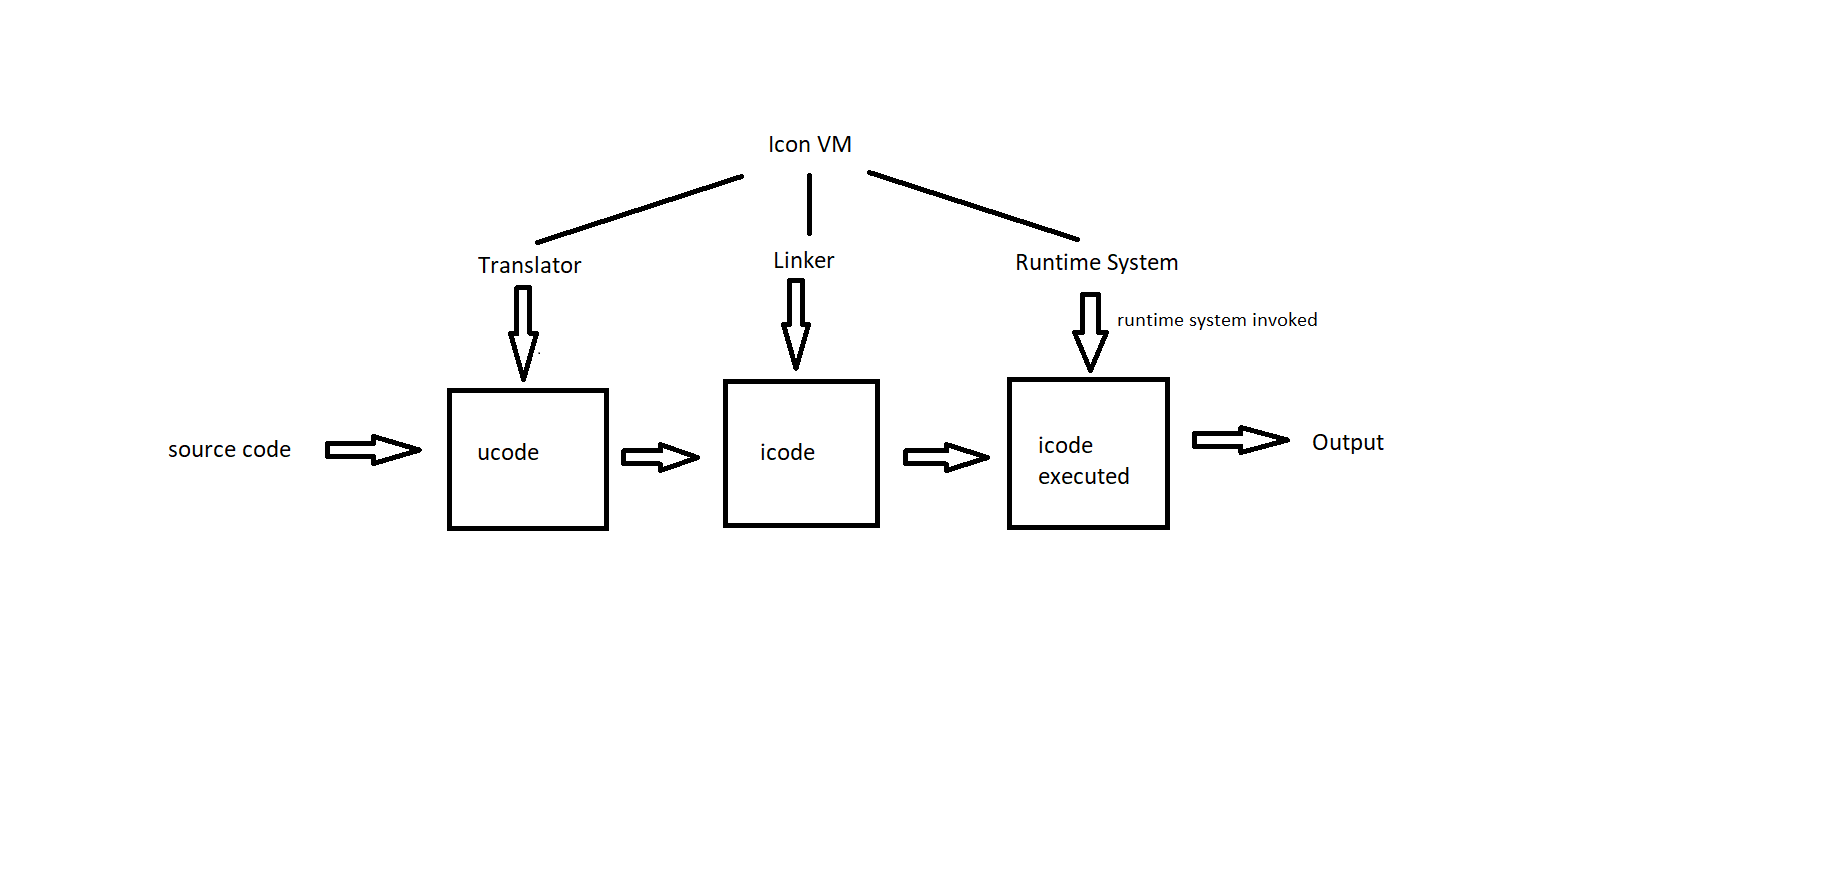 Icon VM
Translator
Linker
Runtime System
runtime system invoked
source code
ucode
icode
icode
executed
Output